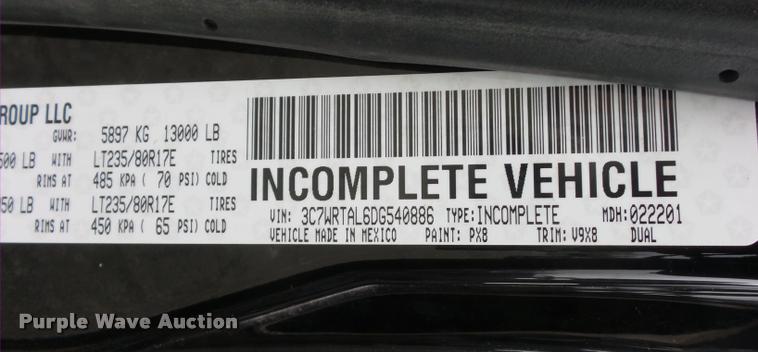 ROUP LLC
GVWR: 5897 KG 13000 LB
500 LB WITH LT235/80R17E TIRES
RIMS AT 485 KPA ( 70 PSI) COLD
50 LB WITH LT235/80R17E TIRES
RIMS AT 450 KPA ( 65 PSI) COLD
INCOMPLETE VEHICLE
VIN: 3C7WRTAL6DG540886 TYPE: INCOMPLETE MDH: 022201
VEHICLE MADE IN MEXICO PAINT: PX8 TRIM: V9X8 DUAL
Purple Wave Auction